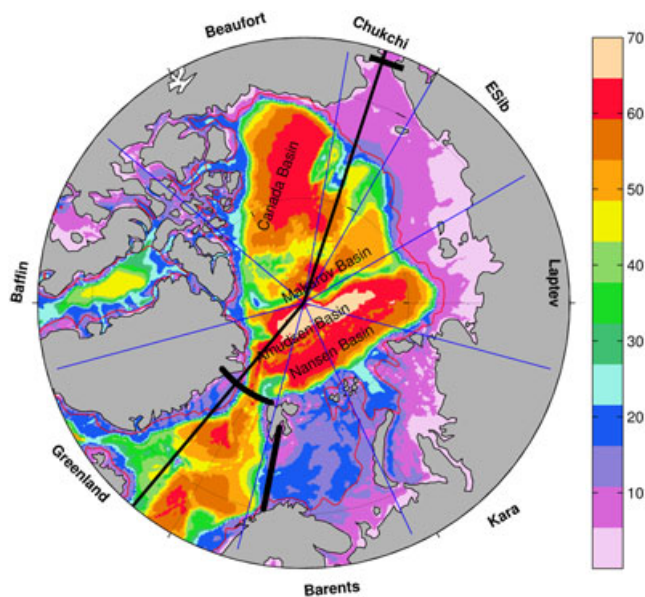 Beaufort
Chukchi
ESib
Laptev
Kara
Barents
Greenland
Baffin
Canada Basin
Makarov Basin
Amudsen Basin
Nansen Basin
70
60
50
40
30
20
10